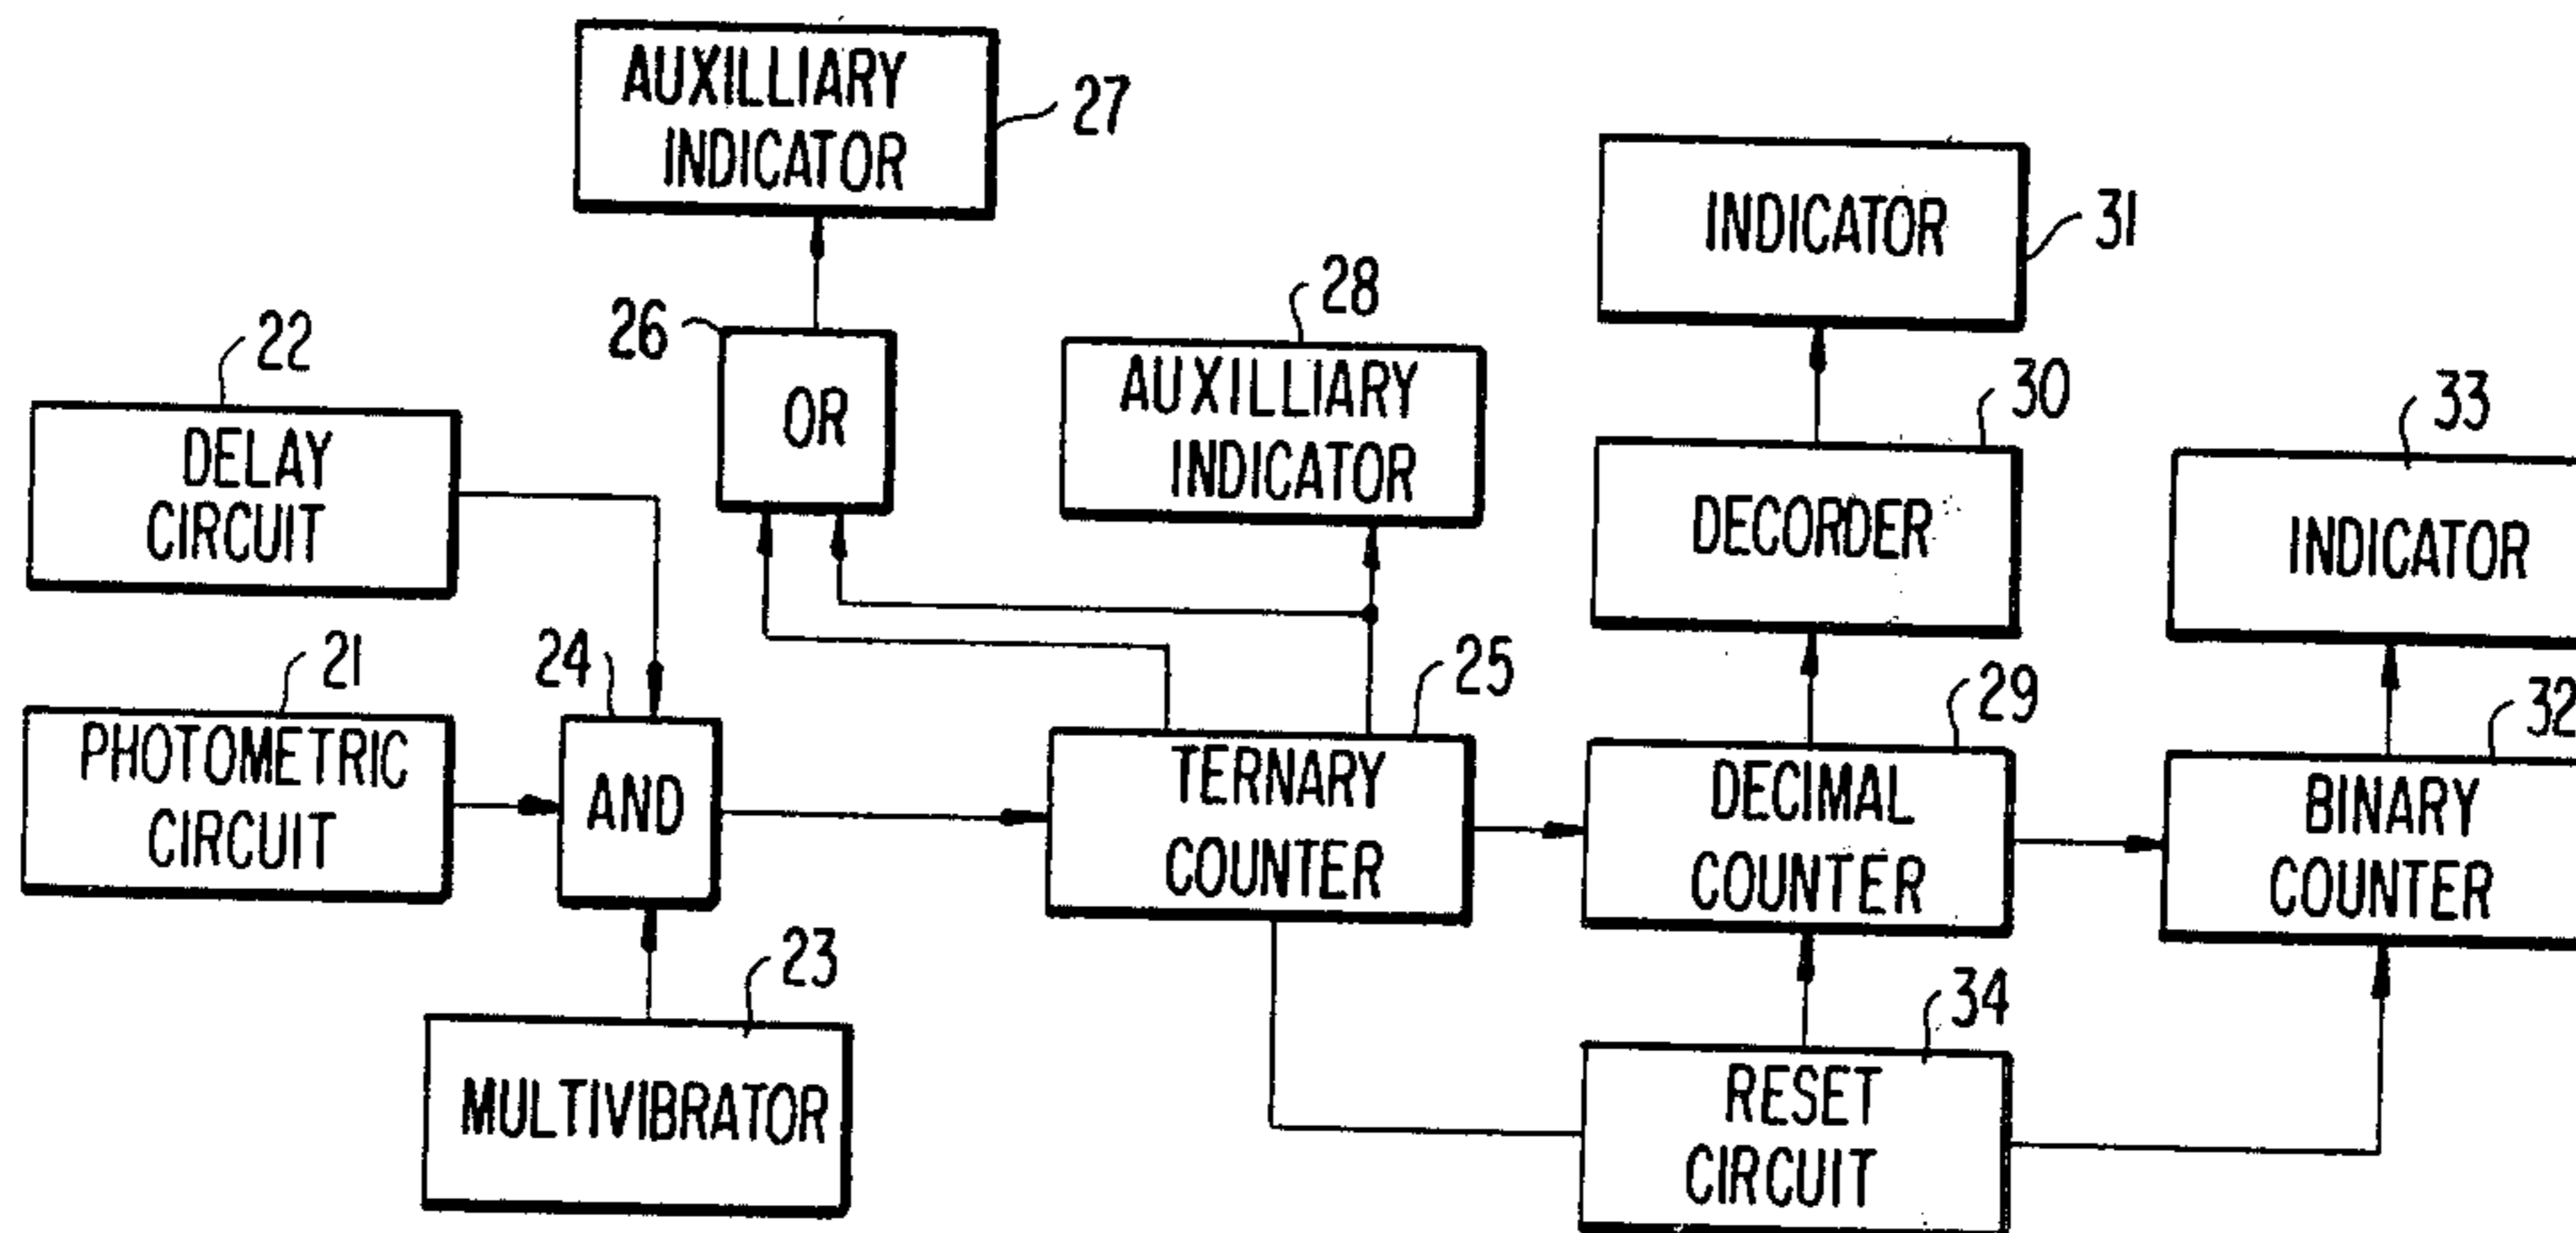 AUXILLIARY
INDICATOR
27
INDICATOR
31
28
26
OR
AUXILLIARY
INDICATOR
22
DELAY
CIRCUIT
30
DECORDER
33
INDICATOR
21
PHOTOMETRIC
CIRCUIT
24
AND
25
TERNARY
COUNTER
29
DECIMAL
COUNTER
32
BINARY
COUNTER
23
MULTIVIBRATOR
34
RESET
CIRCUIT